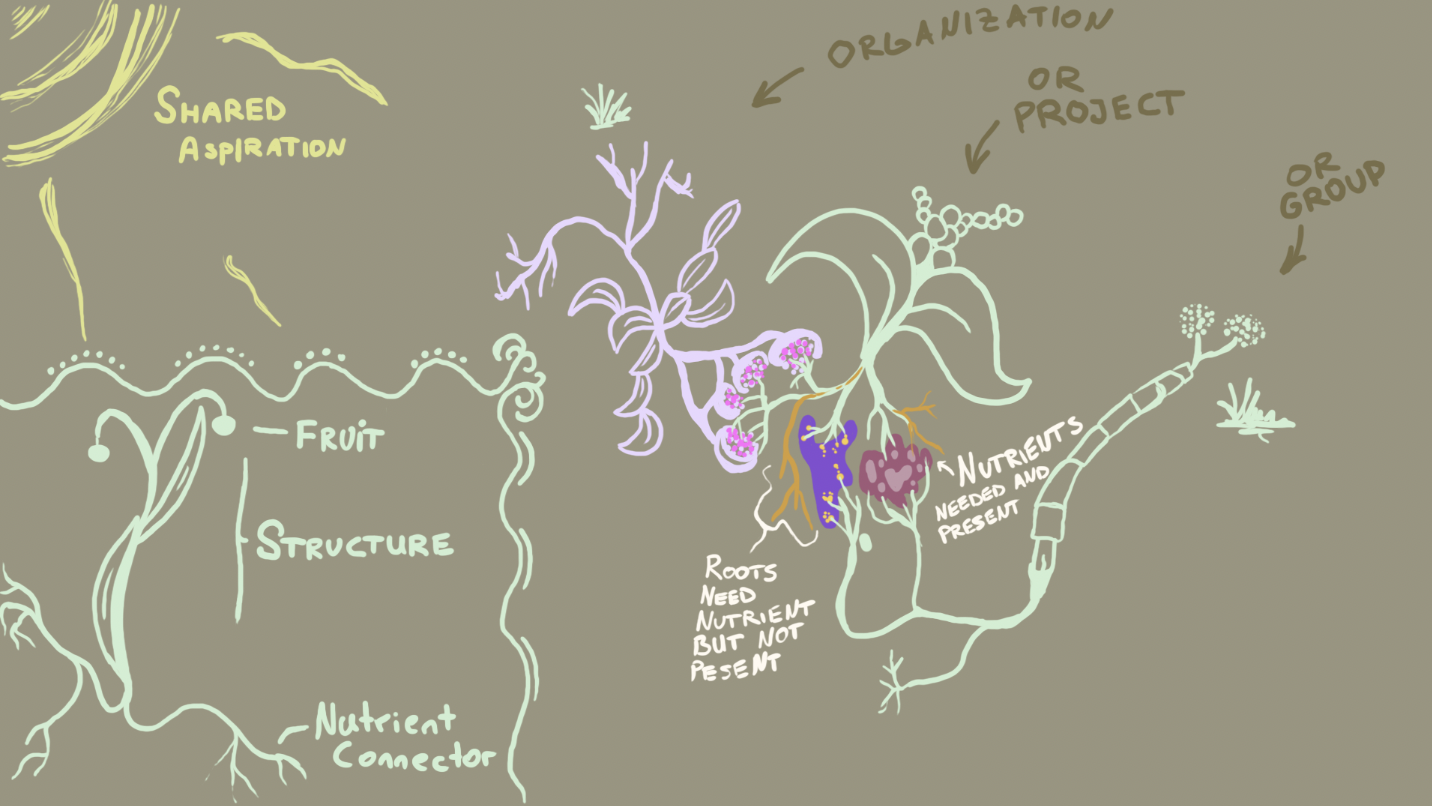 SHARED
ASPIRATION
ORGANIZATION
OR
PROJECT
OR
GROUP
FRUIT
STRUCTURE
Nutrient
Connector
NUTRIENTS
NEEDED AND
PRESENT
ROOTS
NEED
NUTRIENT
BUT NOT
PESENT